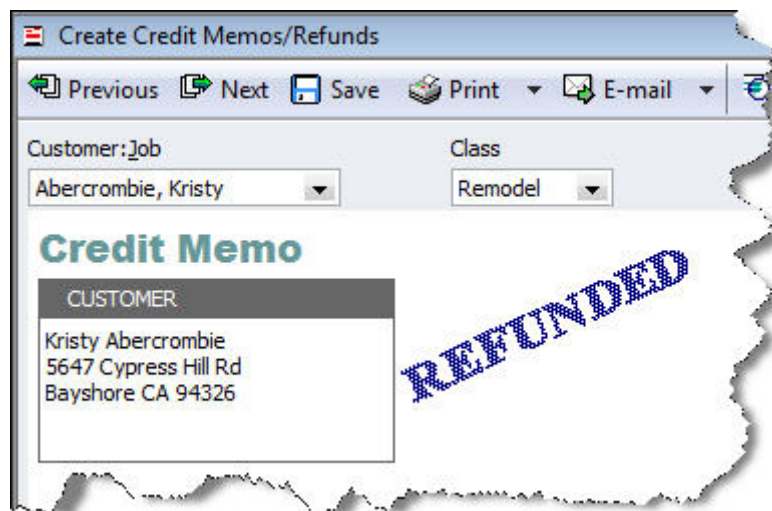 Create Credit Memos/Refunds
Previous Next Save Print E-mail
Customer:Job Class
Abercrombie, Kristy Remodel
Credit Memo
CUSTOMER
REFUNDED
Kristy Abercrombie
5647 Cypress Hill Rd
Bayshore CA 94326